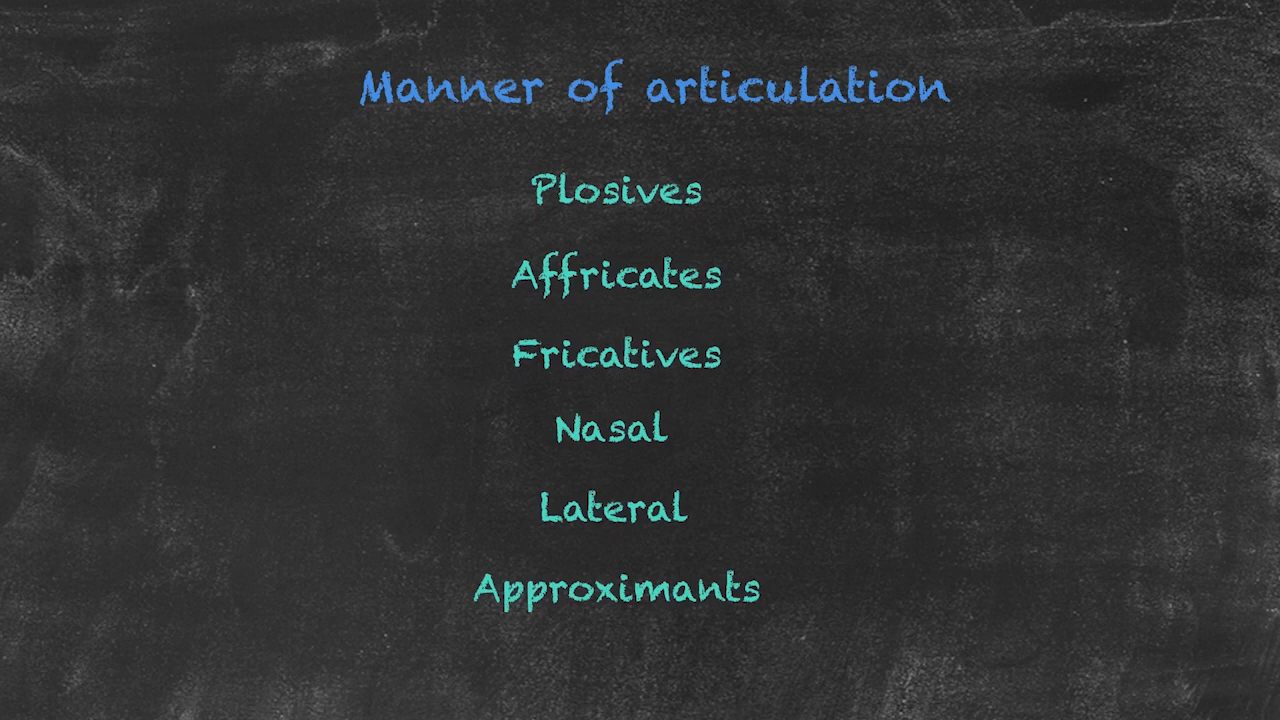 Manner of articulation
Plosives
Affricates
Fricatives
Nasal
Lateral
Approximants